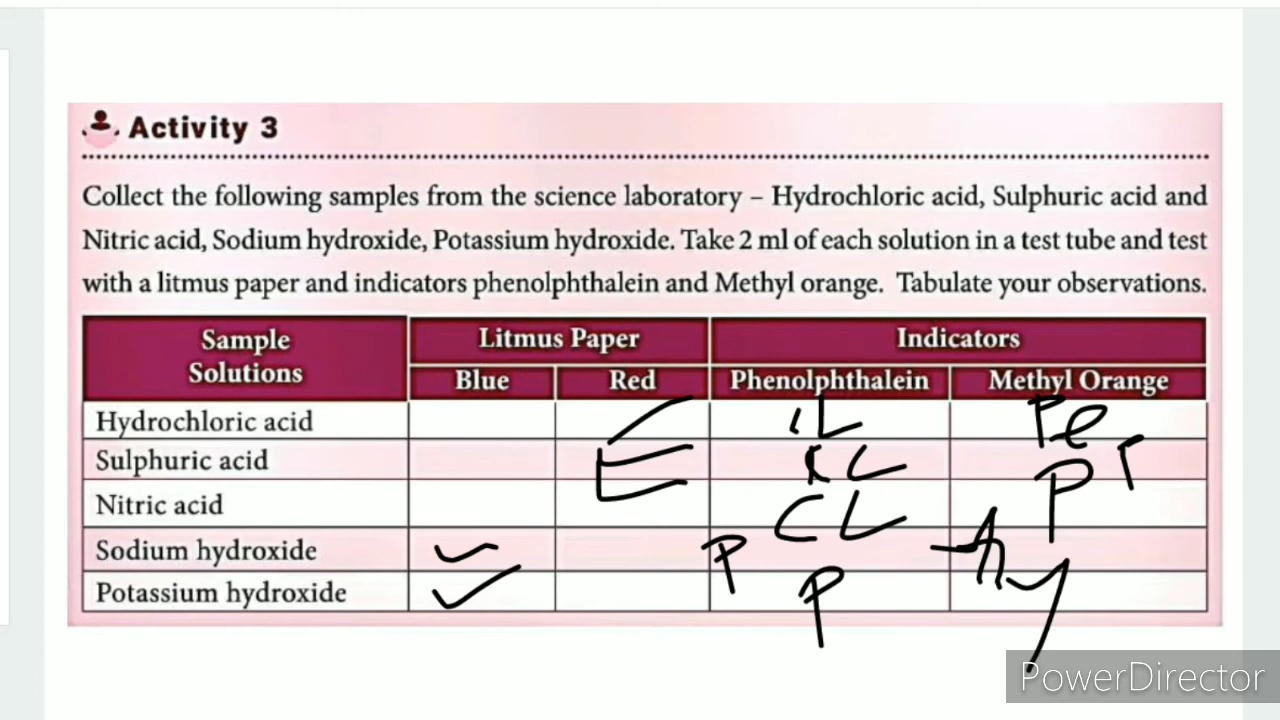 Activity 3
Collect the following samples from the science laboratory – Hydrochloric acid, Sulphuric acid and
Nitric acid, Sodium hydroxide, Potassium hydroxide. Take 2 ml of each solution in a test tube and test
with a litmus paper and indicators phenolphthalein and Methyl orange. Tabulate your observations.
Sample Solutions Litmus Paper Indicators
Blue Red Phenolphthalein Methyl Orange
Hydrochloric acid
Sulphuric acid
Nitric acid CL
Sodium hydroxide P
Potassium hydroxide P
PowerDirector